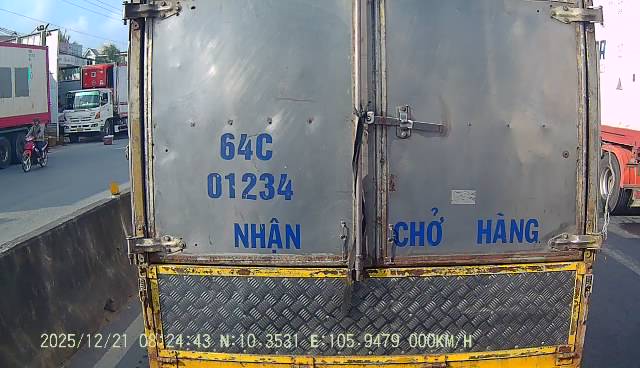 64C
01234
NHẬN CHỞ HÀNG
2025/12/21 08:24:43 N:10.3531 E:105.9479 000KM/H